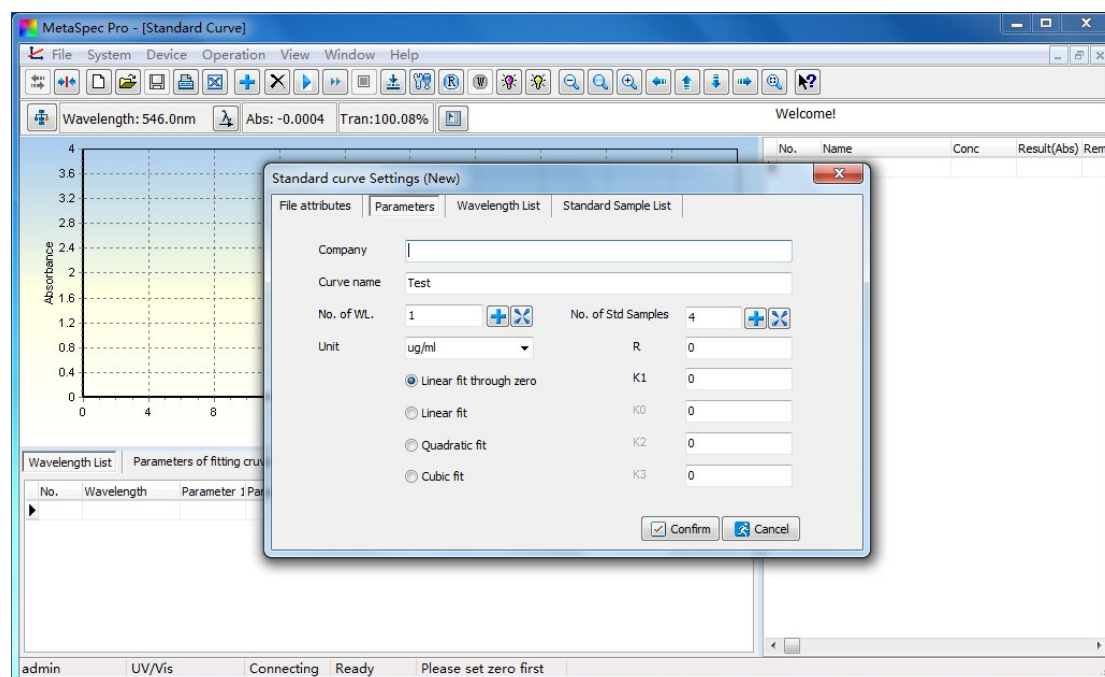 MetaSpec Pro - [Standard Curve]
File System Device Operation View Window Help
Wavelength: 546.0nm Abs: -0.0004 Tran:100.08%
Welcome!
No. Name Conc Result(Abs) Rem
4
3.6
3.2
2.8
2.4
2
1.6
1.2
0.8
0.4
0
Absorbance
0 4 8
Standard curve Settings (New)
File attributes Parameters Wavelength List Standard Sample List
Company
Curve name Test
No. of WL. 1 No. of Std Samples 4
Unit ug/ml R 0
Linear fit through zero K1 0
Linear fit K0 0
Quadratic fit K2 0
Cubic fit K3 0
Confirm Cancel
Wavelength List Parameters of fitting cruv
No. Wavelength Parameter 1 Par
admin UV/Vis Connecting Ready Please set zero first